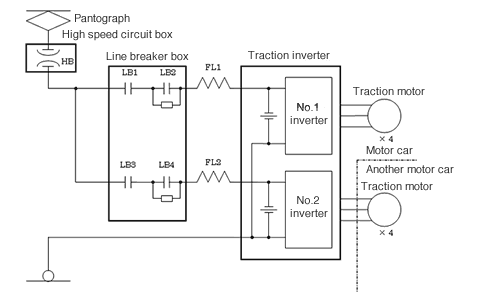 Pantograph
High speed circuit box
HB
Line breaker box
LB1
LB2
FL1
Traction inverter
No.1
inverter
Traction motor
× 4
Motor car
Another motor car
LB3
LB4
FL2
No.2
inverter
Traction motor
× 4